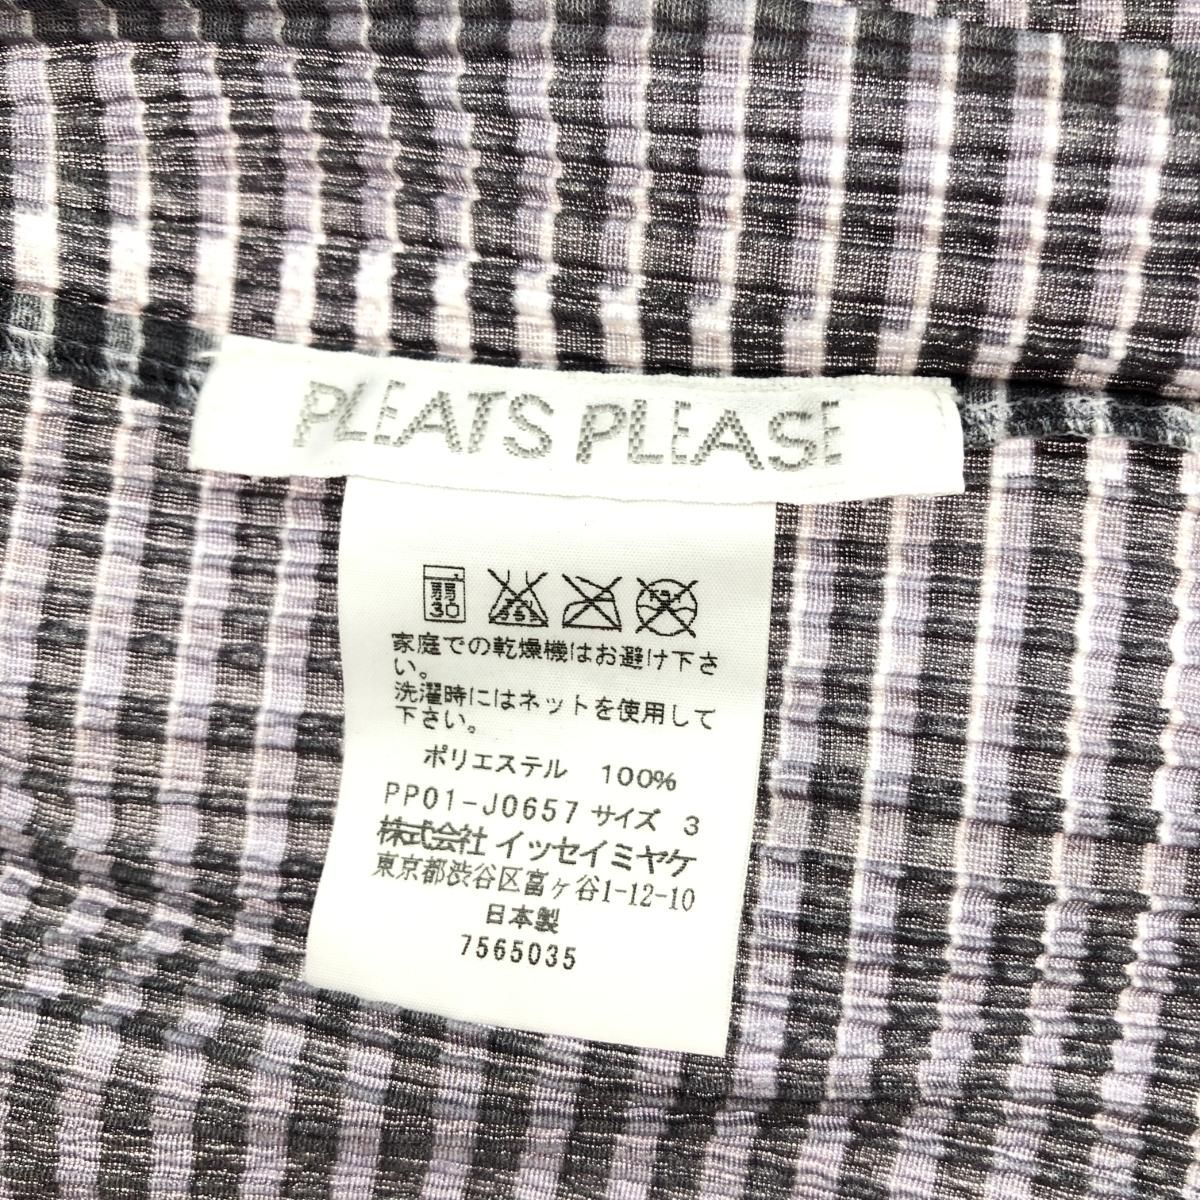 PLEATS PLEASE
弱
30
家庭での乾燥機はお避け下さ
い。
洗濯時にはネットを使用して
下さい。
ポリエステル 100%
PP01-J0657 サイズ 3
株式会社 イッセイミヤケ
東京都渋谷区富ヶ谷1-12-10
日本製
7565035